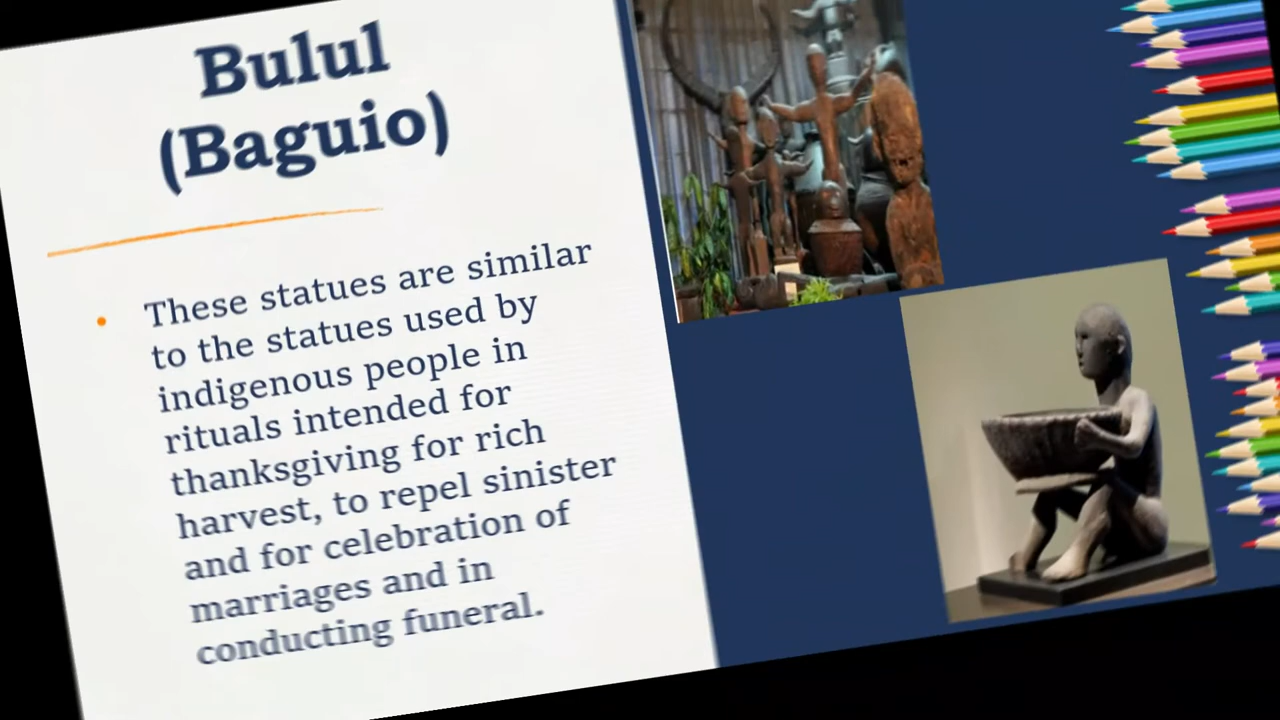 Bulul
(Baguio)
These statues are similar
to the statues used by
indigenous people in
rituals intended for
thanksgiving for rich
harvest, to repel sinister
and for celebration of
marriages and in
conducting funeral.